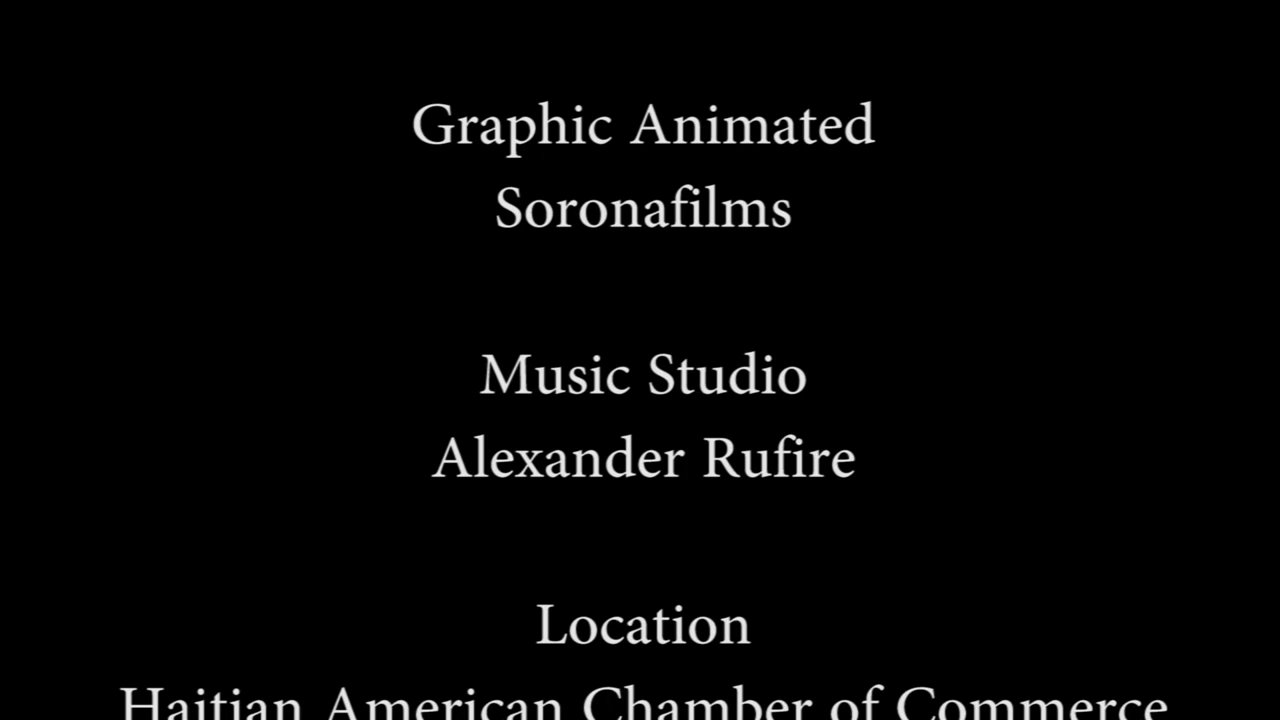 Graphic Animated
Soronafilms
Music Studio
Alexander Rufire
Location
Haitian American Chamber of Commerce